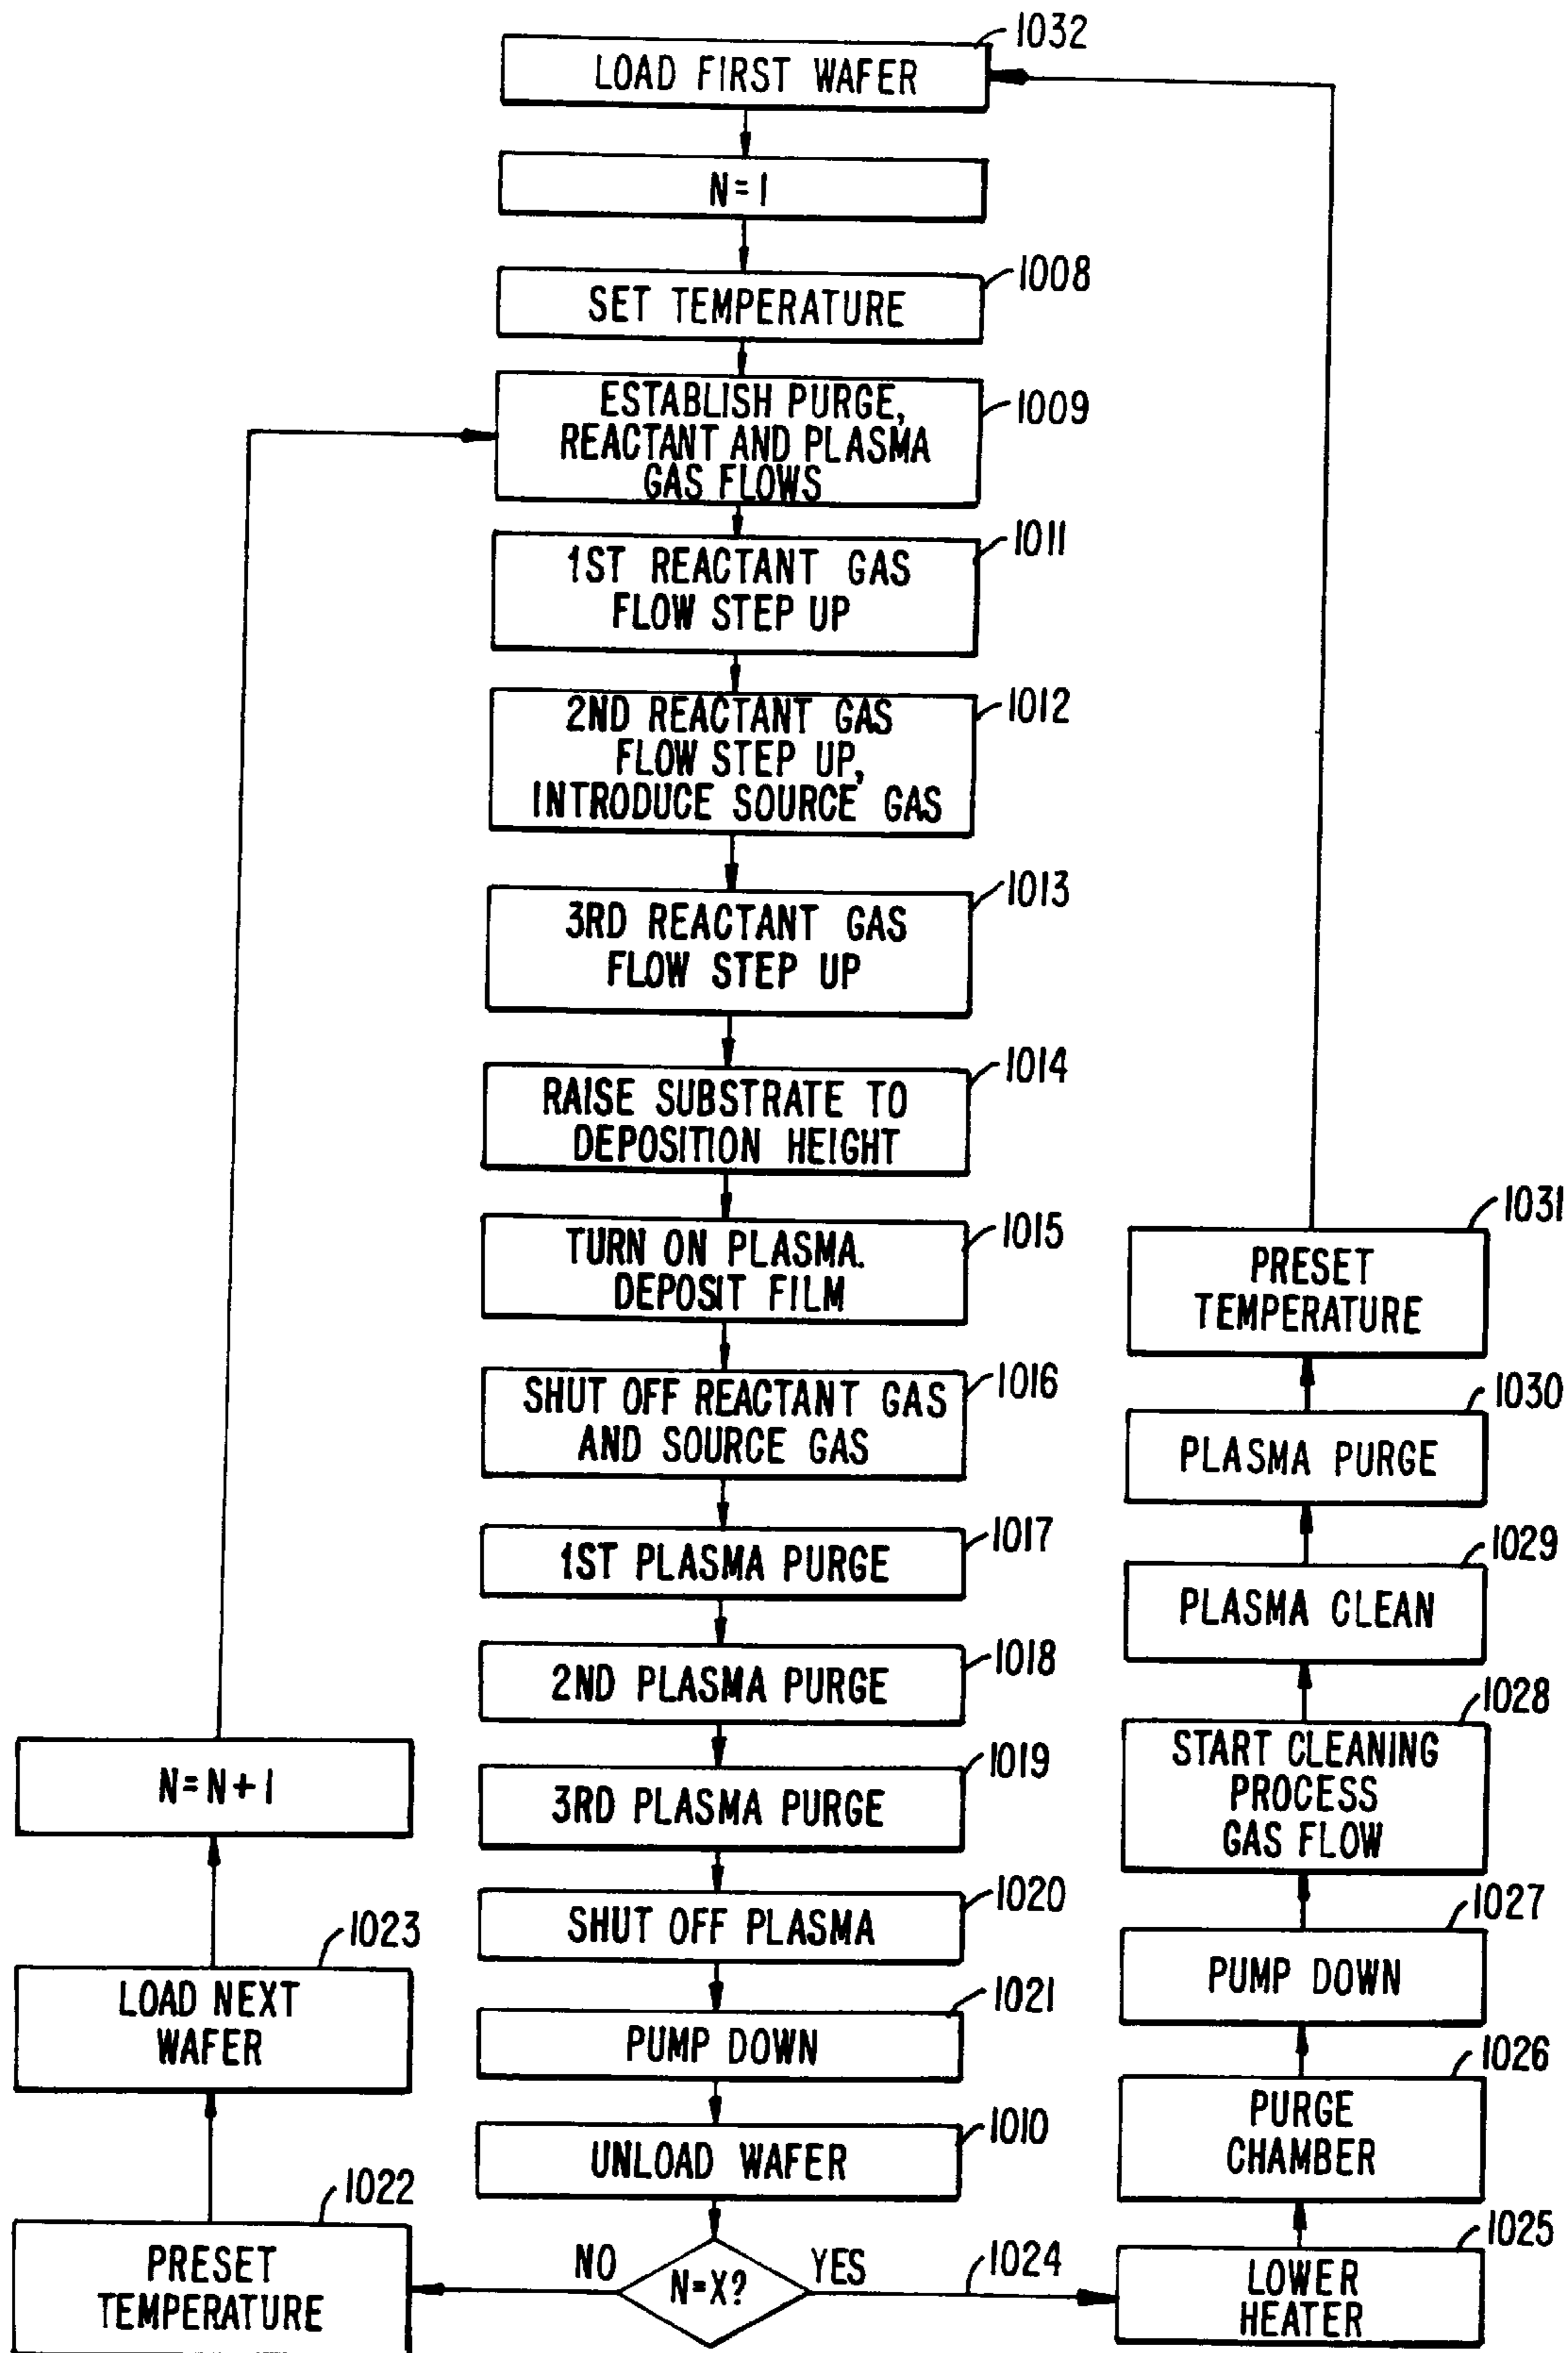 1032
LOAD FIRST WAFER
N=1
1008
SET TEMPERATURE
1009
ESTABLISH PURGE,
REACTANT AND PLASMA
GAS FLOWS
1011
1ST REACTANT GAS
FLOW STEP UP
1012
2ND REACTANT GAS
FLOW STEP UP,
INTRODUCE SOURCE GAS
1013
3RD REACTANT GAS
FLOW STEP UP
1014
RAISE SUBSTRATE TO
DEPOSITION HEIGHT
1015
TURN ON PLASMA.
DEPOSIT FILM
1016
SHUT OFF REACTANT GAS
AND SOURCE GAS
1017
1ST PLASMA PURGE
1018
2ND PLASMA PURGE
1019
3RD PLASMA PURGE
1020
SHUT OFF PLASMA
1021
PUMP DOWN
1010
UNLOAD WAFER
N=X?
NO
1022
PRESET
TEMPERATURE
1023
LOAD NEXT
WAFER
N=N+1
YES
1024
1025
LOWER
HEATER
1026
PURGE
CHAMBER
1027
PUMP DOWN
1028
START CLEANING
PROCESS
GAS FLOW
1029
PLASMA CLEAN
1030
PLASMA PURGE
1031
PRESET
TEMPERATURE